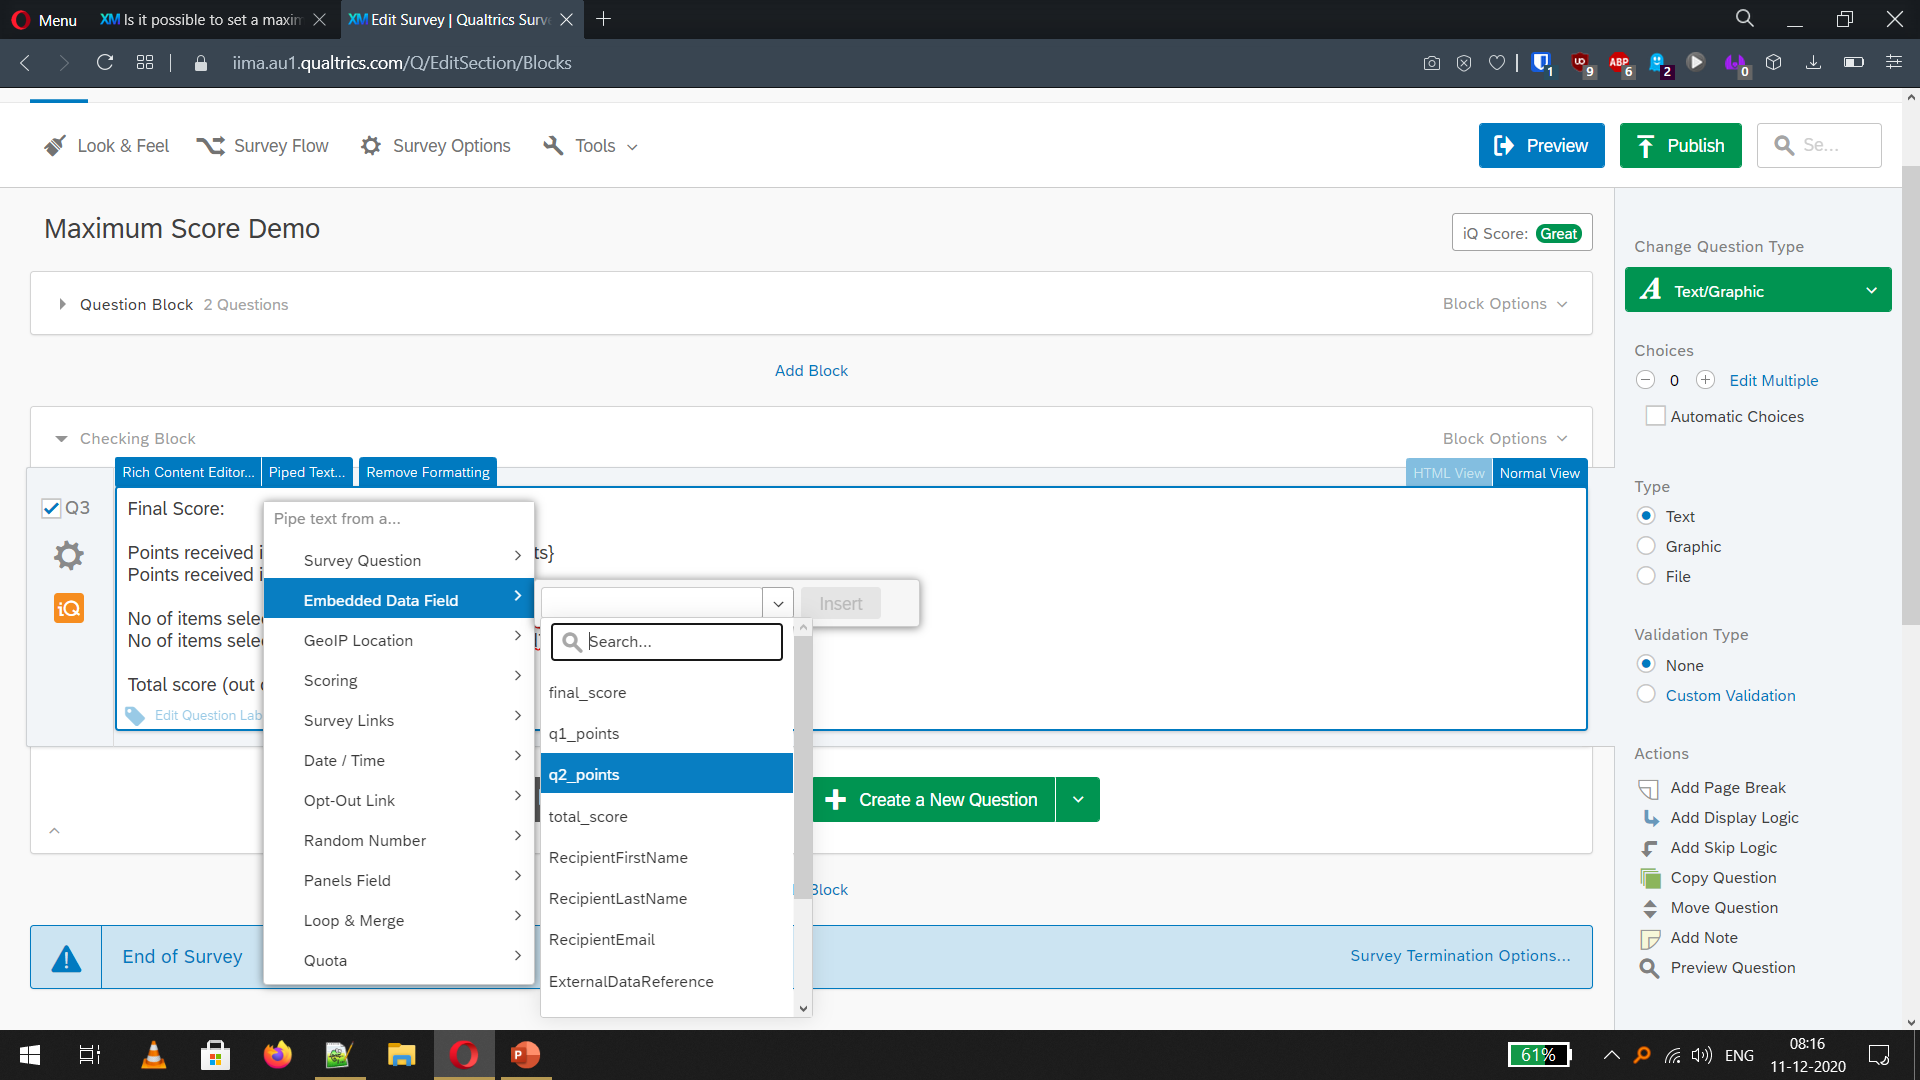 Menu
Is it possible to set a maxim
Edit Survey | Qualtrics Surve
iima.au1.qualtrics.com/Q/EditSection/Blocks
1
9
ABP
6
2
0
Look & Feel
Survey Flow
Survey Options
Tools
Preview
Publish
Se...
Maximum Score Demo
iQ Score: Great
Question Block 2 Questions
Block Options
Add Block
Checking Block
Block Options
Rich Content Editor...
Piped Text...
Remove Formatting
HTML View
Normal View
Q3
iQ
Final Score:
Points received i
ts}
Points received i
No of items sele
No of items sele
Total score (out
Edit Question Lab
Pipe text from a...
Survey Question
Embedded Data Field
GeoIP Location
Scoring
Survey Links
Date / Time
Opt-Out Link
Random Number
Panels Field
Loop & Merge
Quota
Insert
Search...
final_score
q1_points
q2_points
total_score
RecipientFirstName
RecipientLastName
RecipientEmail
ExternalDataReference
Create a New Question
Block
End of Survey
Survey Termination Options...
Change Question Type
Text/Graphic
Choices
0
Edit Multiple
Automatic Choices
Type
Text
Graphic
File
Validation Type
None
Custom Validation
Actions
Add Page Break
Add Display Logic
Add Skip Logic
Copy Question
Move Question
Add Note
Preview Question
61%
ENG
08:16
11-12-2020